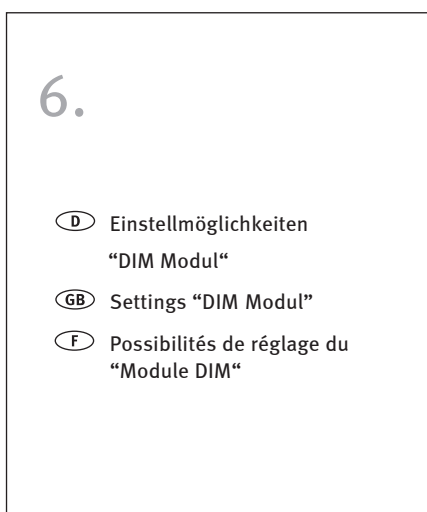 6.
D Einstellmöglichkeiten
“DIM Modul“
GB Settings “DIM Modul”
F Possibilités de réglage du
“Module DIM“